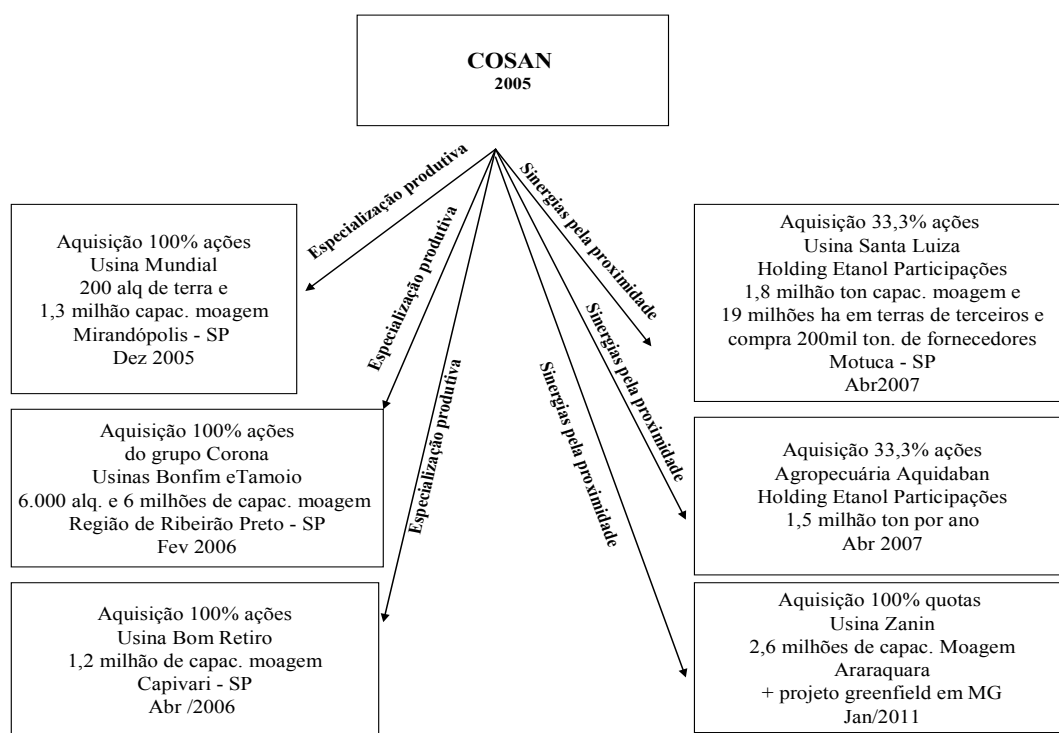 COSAN
2005
Especialização produtiva
Especialização produtiva
Especialização produtiva
Sinergias pela proximidade
Sinergias pela proximidade
Sinergias pela proximidade
Aquisição 100% ações
Usina Mundial
200 alq de terra e
1,3 milhão capac. moagem
Mirandópolis - SP
Dez 2005
Aquisição 100% ações
do grupo Corona
Usinas Bonfim eTamoio
6.000 alq. e 6 milhões de capac. moagem
Região de Ribeirão Preto - SP
Fev 2006
Aquisição 100% ações
Usina Bom Retiro
1,2 milhão de capac. moagem
Capivari - SP
Abr /2006
Aquisição 33,3% ações
Usina Santa Luiza
Holding Etanol Participações
1,8 milhão ton capac. moagem e
19 milhões ha em terras de terceiros e
compra 200mil ton. de fornecedores
Motuca - SP
Abr2007
Aquisição 33,3% ações
Agropecuária Aquidaban
Holding Etanol Participações
1,5 milhão ton por ano
Abr 2007
Aquisição 100% quotas
Usina Zanin
2,6 milhões de capac. Moagem
Araraquara
+ projeto greenfield em MG
Jan/2011